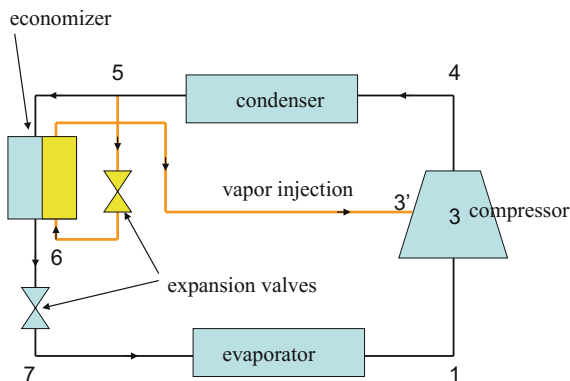 economizer
5
4
condenser
vapor injection
3'
3
compressor
6
expansion valves
evaporator
7
1